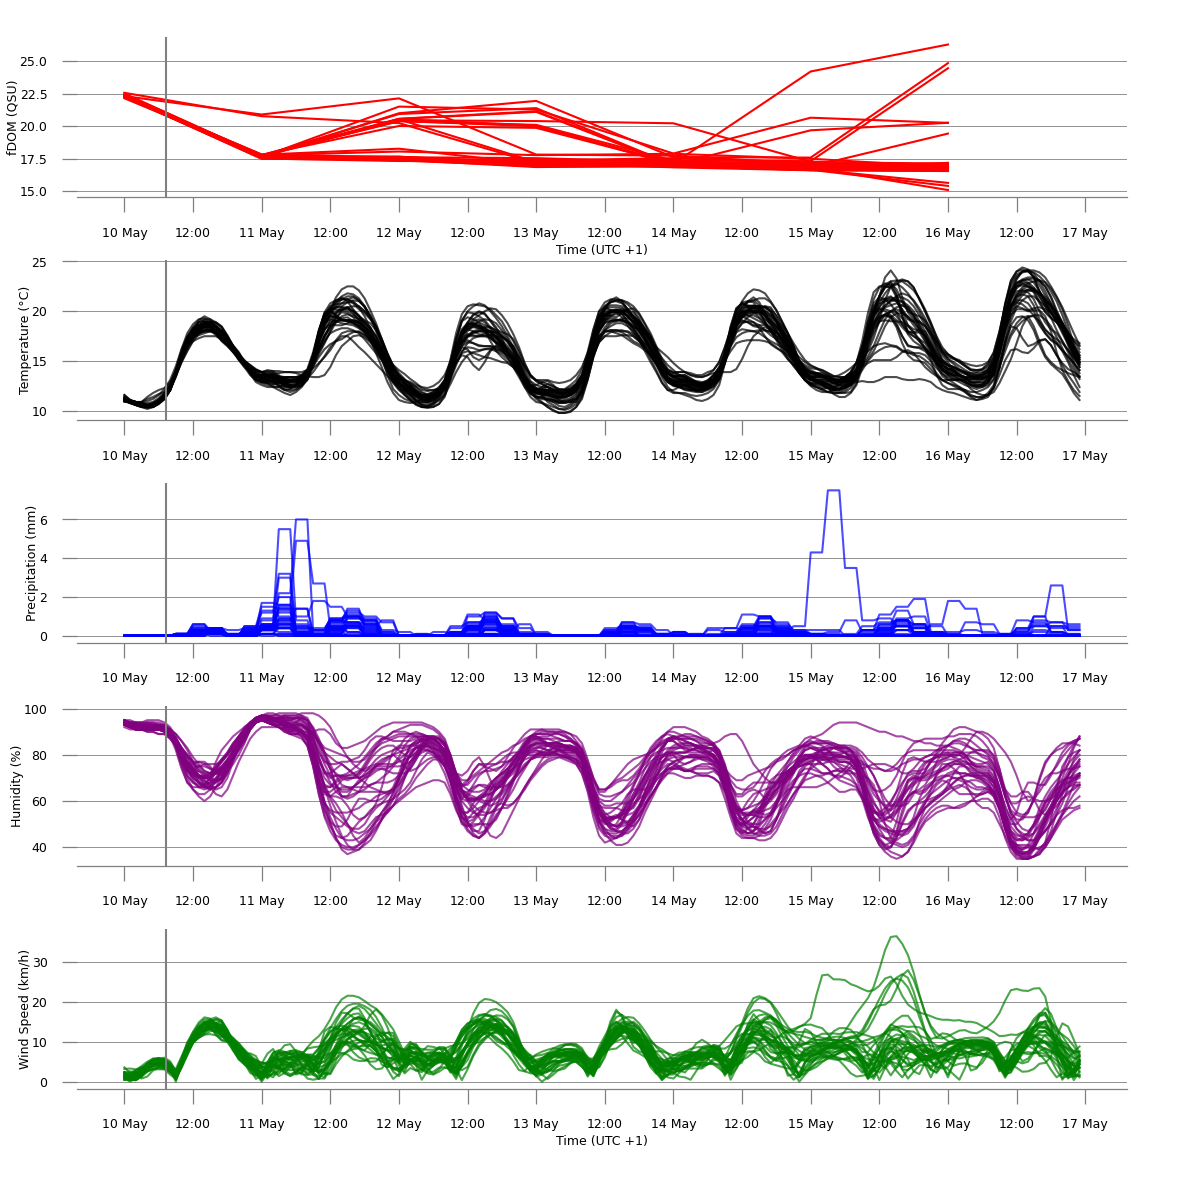 25.0
22.5
20.0
17.5
15.0
fDOM (QSU)
10 May 12:00 11 May 12:00 12 May 12:00 13 May 12:00 14 May 12:00 15 May 12:00 16 May 12:00 17 May
Time (UTC +1)
25
20
15
10
Temperature (°C)
10 May 12:00 11 May 12:00 12 May 12:00 13 May 12:00 14 May 12:00 15 May 12:00 16 May 12:00 17 May
6
4
2
0
Precipitation (mm)
10 May 12:00 11 May 12:00 12 May 12:00 13 May 12:00 14 May 12:00 15 May 12:00 16 May 12:00 17 May
100
80
60
40
Humidity (%)
10 May 12:00 11 May 12:00 12 May 12:00 13 May 12:00 14 May 12:00 15 May 12:00 16 May 12:00 17 May
30
20
10
0
Wind Speed (km/h)
10 May 12:00 11 May 12:00 12 May 12:00 13 May 12:00 14 May 12:00 15 May 12:00 16 May 12:00 17 May
Time (UTC +1)